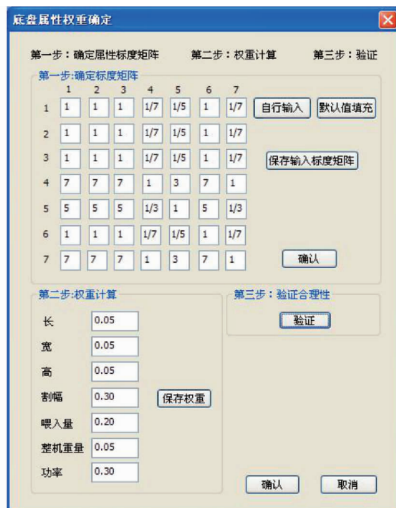 底盘属性权重确定
第一步：确定属性标度矩阵 第二步：权重计算 第三步：验证
第一步:确定标度矩阵
1 2 3 4 5 6 7
1 1 1 1 1/7 1/5 1 1/7 自行输入 默认值填充
2 1 1 1 1/7 1/5 1 1/7
3 1 1 1 1/7 1/5 1 1/7 保存输入标度矩阵
4 7 7 7 1 3 7 1
5 5 5 5 1/3 1 5 1/3
6 1 1 1 1/7 1/5 1 1/7
7 7 7 7 1 3 7 1 确认
第二步:权重计算 第三步：验证合理性
长 0.05 验证
宽 0.05
高 0.05
割幅 0.30 保存权重
喂入量 0.20
整机重量 0.05
功率 0.30
确认 取消